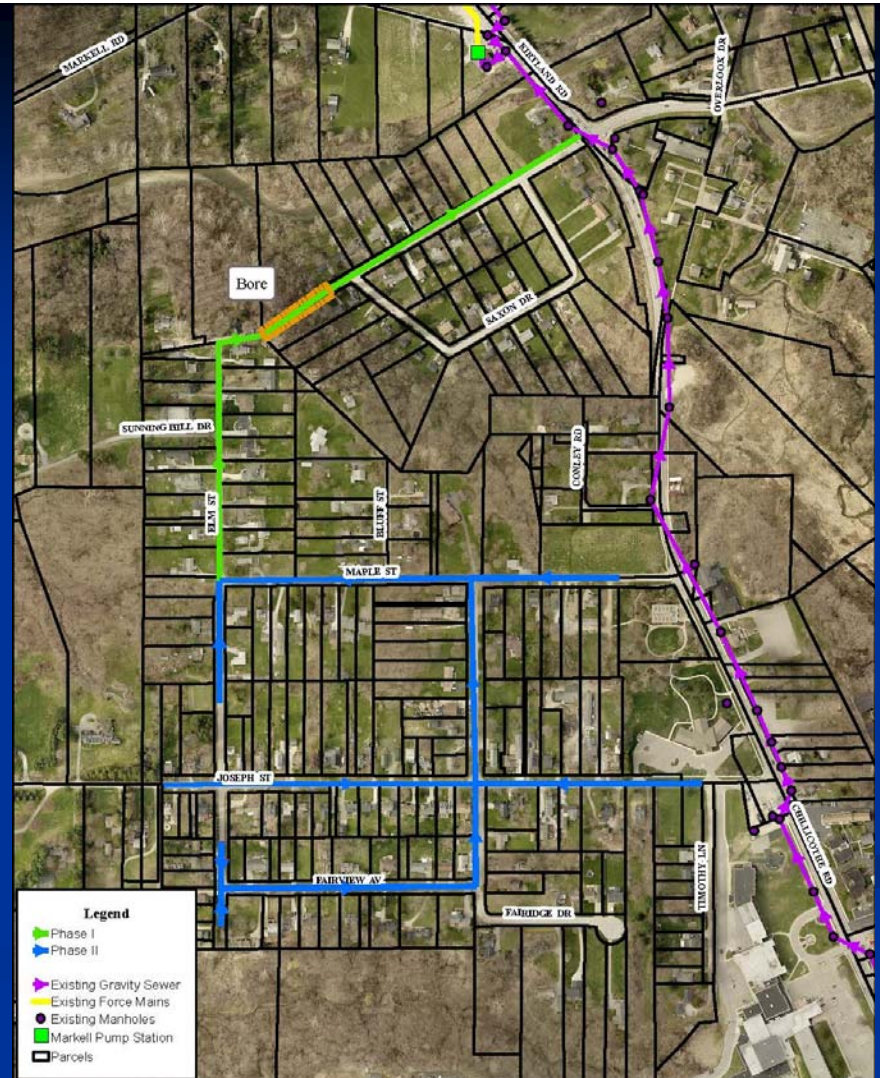 MARKELL RD
KIRTLAND RD
OVERLOOK DR
Bore
SAXON DR
SUNNING HILL DR
CONLEY RD
ELM ST
BLUFF ST
MAPLE ST
JOSEPH ST
CHILLICOTHE RD
TIMOTHY LN
FAIRVIEW AV
FAIRIDGE DR
Legend
Phase I
Phase II
Existing Gravity Sewer
Existing Force Mains
Existing Manholes
Markell Pump Station
Parcels